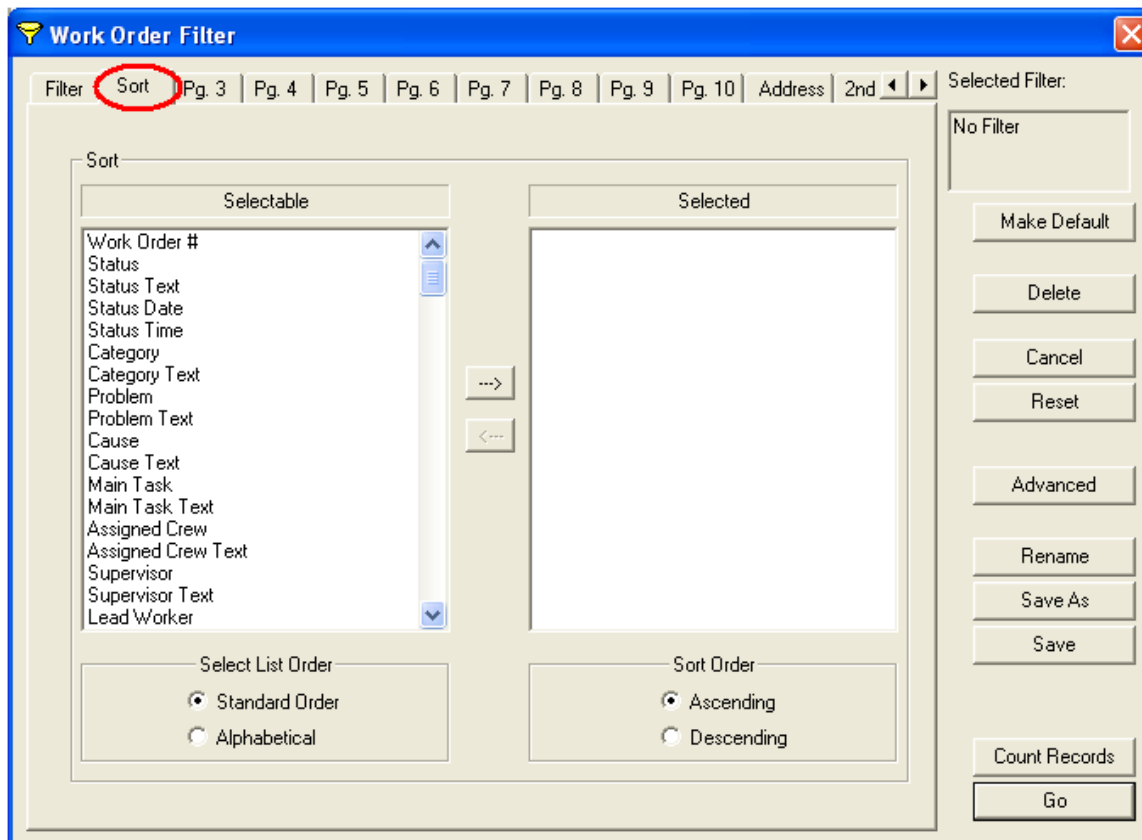 Work Order Filter
Filter Sort Pg. 3 Pg. 4 Pg. 5 Pg. 6 Pg. 7 Pg. 8 Pg. 9 Pg. 10 Address 2nd
Selected Filter:
No Filter
Sort
Selectable
Selected
Work Order #
Status
Status Text
Status Date
Status Time
Category
Category Text
Problem
Problem Text
Cause
Cause Text
Main Task
Main Task Text
Assigned Crew
Assigned Crew Text
Supervisor
Supervisor Text
Lead Worker
--->
<---
Select List Order
Standard Order
Alphabetical
Sort Order
Ascending
Descending
Make Default
Delete
Cancel
Reset
Advanced
Rename
Save As
Save
Count Records
Go